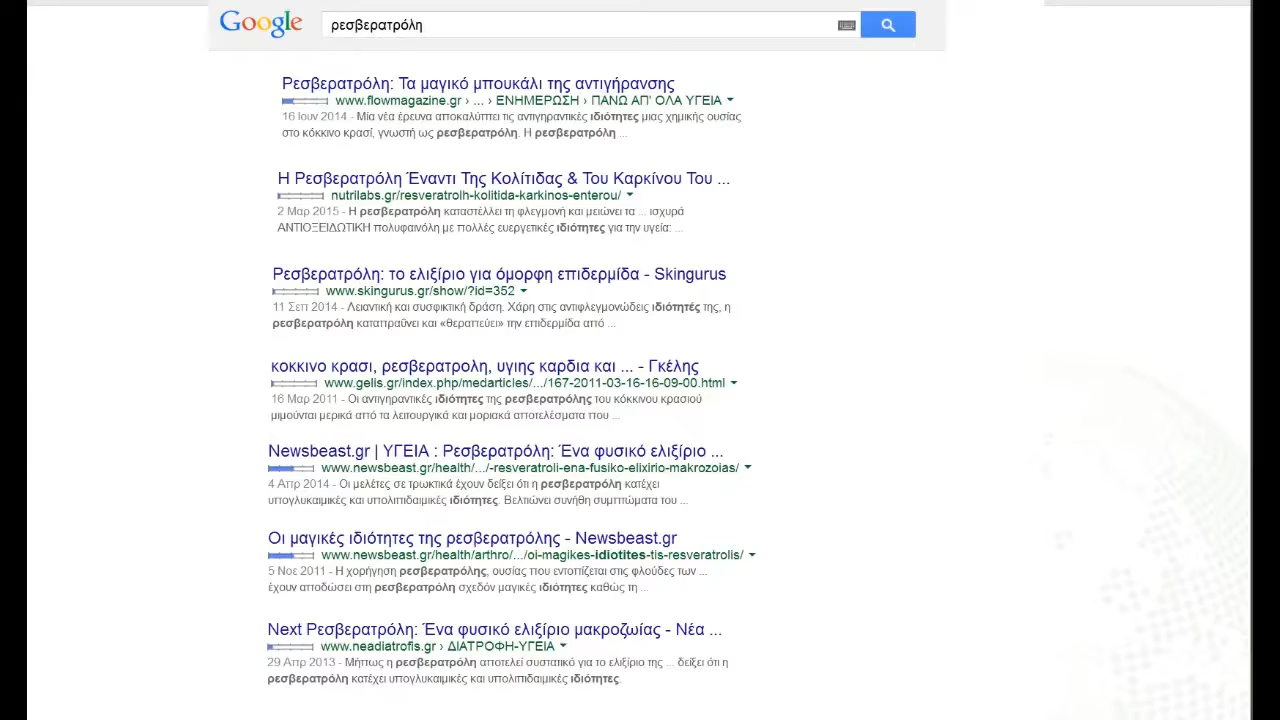 Google ρεσβερατρόλη
Ρεσβερατρόλη: Τα μαγικό μπουκάλι της αντιγήρανσης
www.flowmagazine.gr › ... › ΕΝΗΜΕΡΩΣΗ › ΠΑΝΩ ΑΠ' ΟΛΑ ΥΓΕΙΑ
16 Ιουν 2014 - Μία νέα έρευνα αποκαλύπτει τις αντιγηραντικές ιδιότητες μιας χημικής ουσίας
στο κόκκινο κρασί, γνωστή ως ρεσβερατρόλη. Η ρεσβερατρόλη ...
Η Ρεσβερατρόλη Έναντι Της Κολίτιδας & Του Καρκίνου Του ...
nutrilabs.gr/resveratrolh-kolitida-karkinos-enterou/
2 Μαρ 2015 - Η ρεσβερατρόλη καταστέλλει τη φλεγμονή και μειώνει τα ... ισχυρά
ΑΝΤΙΟΞΕΙΔΩΤΙΚΗ πολυφαινόλη με πολλές ευεργετικές ιδιότητες για την υγεία: ...
Ρεσβερατρόλη: το ελιξίριο για όμορφη επιδερμίδα - Skingurus
www.skingurus.gr/show/?id=352
11 Σεπ 2014 - Λειαντική και συσφικτική δράση. Χάρη στις αντιφλεγμονώδεις ιδιότητές της, η
ρεσβερατρόλη καταπραΰνει και «θεραπεύει» την επιδερμίδα από ...
κοκκινο κρασι, ρεσβερατρολη, υγιης καρδια και ... - Γκέλης
www.gelis.gr/index.php/medarticles/.../167-2011-03-16-16-09-00.html
16 Μαρ 2011 - Οι αντιγηραντικές ιδιότητες της ρεσβερατρόλης του κόκκινου κρασιού
μιμούνται μερικά από τα λειτουργικά και μοριακά αποτελέσματα που ...
Newsbeast.gr | ΥΓΕΙΑ : Ρεσβερατρόλη: Ένα φυσικό ελιξίριο ...
www.newsbeast.gr/health/.../-resveratroli-ena-fusiko-elixirio-makrozoias/
4 Απρ 2014 - Οι μελέτες σε τρωκτικά έχουν δείξει ότι η ρεσβερατρόλη κατέχει
υπογλυκαιμικές και υπολιπιδαιμικές ιδιότητες. Βελτιώνει συνήθη συμπτώματα του ...
Οι μαγικές ιδιότητες της ρεσβερατρόλης - Newsbeast.gr
www.newsbeast.gr/health/arthro/.../oi-magikes-idiotites-tis-resveratrolis/
5 Νοε 2011 - Η χορήγηση ρεσβερατρόλης, ουσίας που εντοπίζεται στις φλούδες των ...
έχουν αποδώσει στη ρεσβερατρόλη σχεδόν μαγικές ιδιότητες καθώς τη ...
Next Ρεσβερατρόλη: Ένα φυσικό ελιξίριο μακροζωίας - Νέα ...
www.neadiatrofis.gr › ΔΙΑΤΡΟΦΗ-ΥΓΕΙΑ
29 Απρ 2013 - Μήπως η ρεσβερατρόλη αποτελεί συστατικό για το ελιξίριο της ... δείξει ότι η
ρεσβερατρόλη κατέχει υπογλυκαιμικές και υπολιπιδαιμικές ιδιότητες.